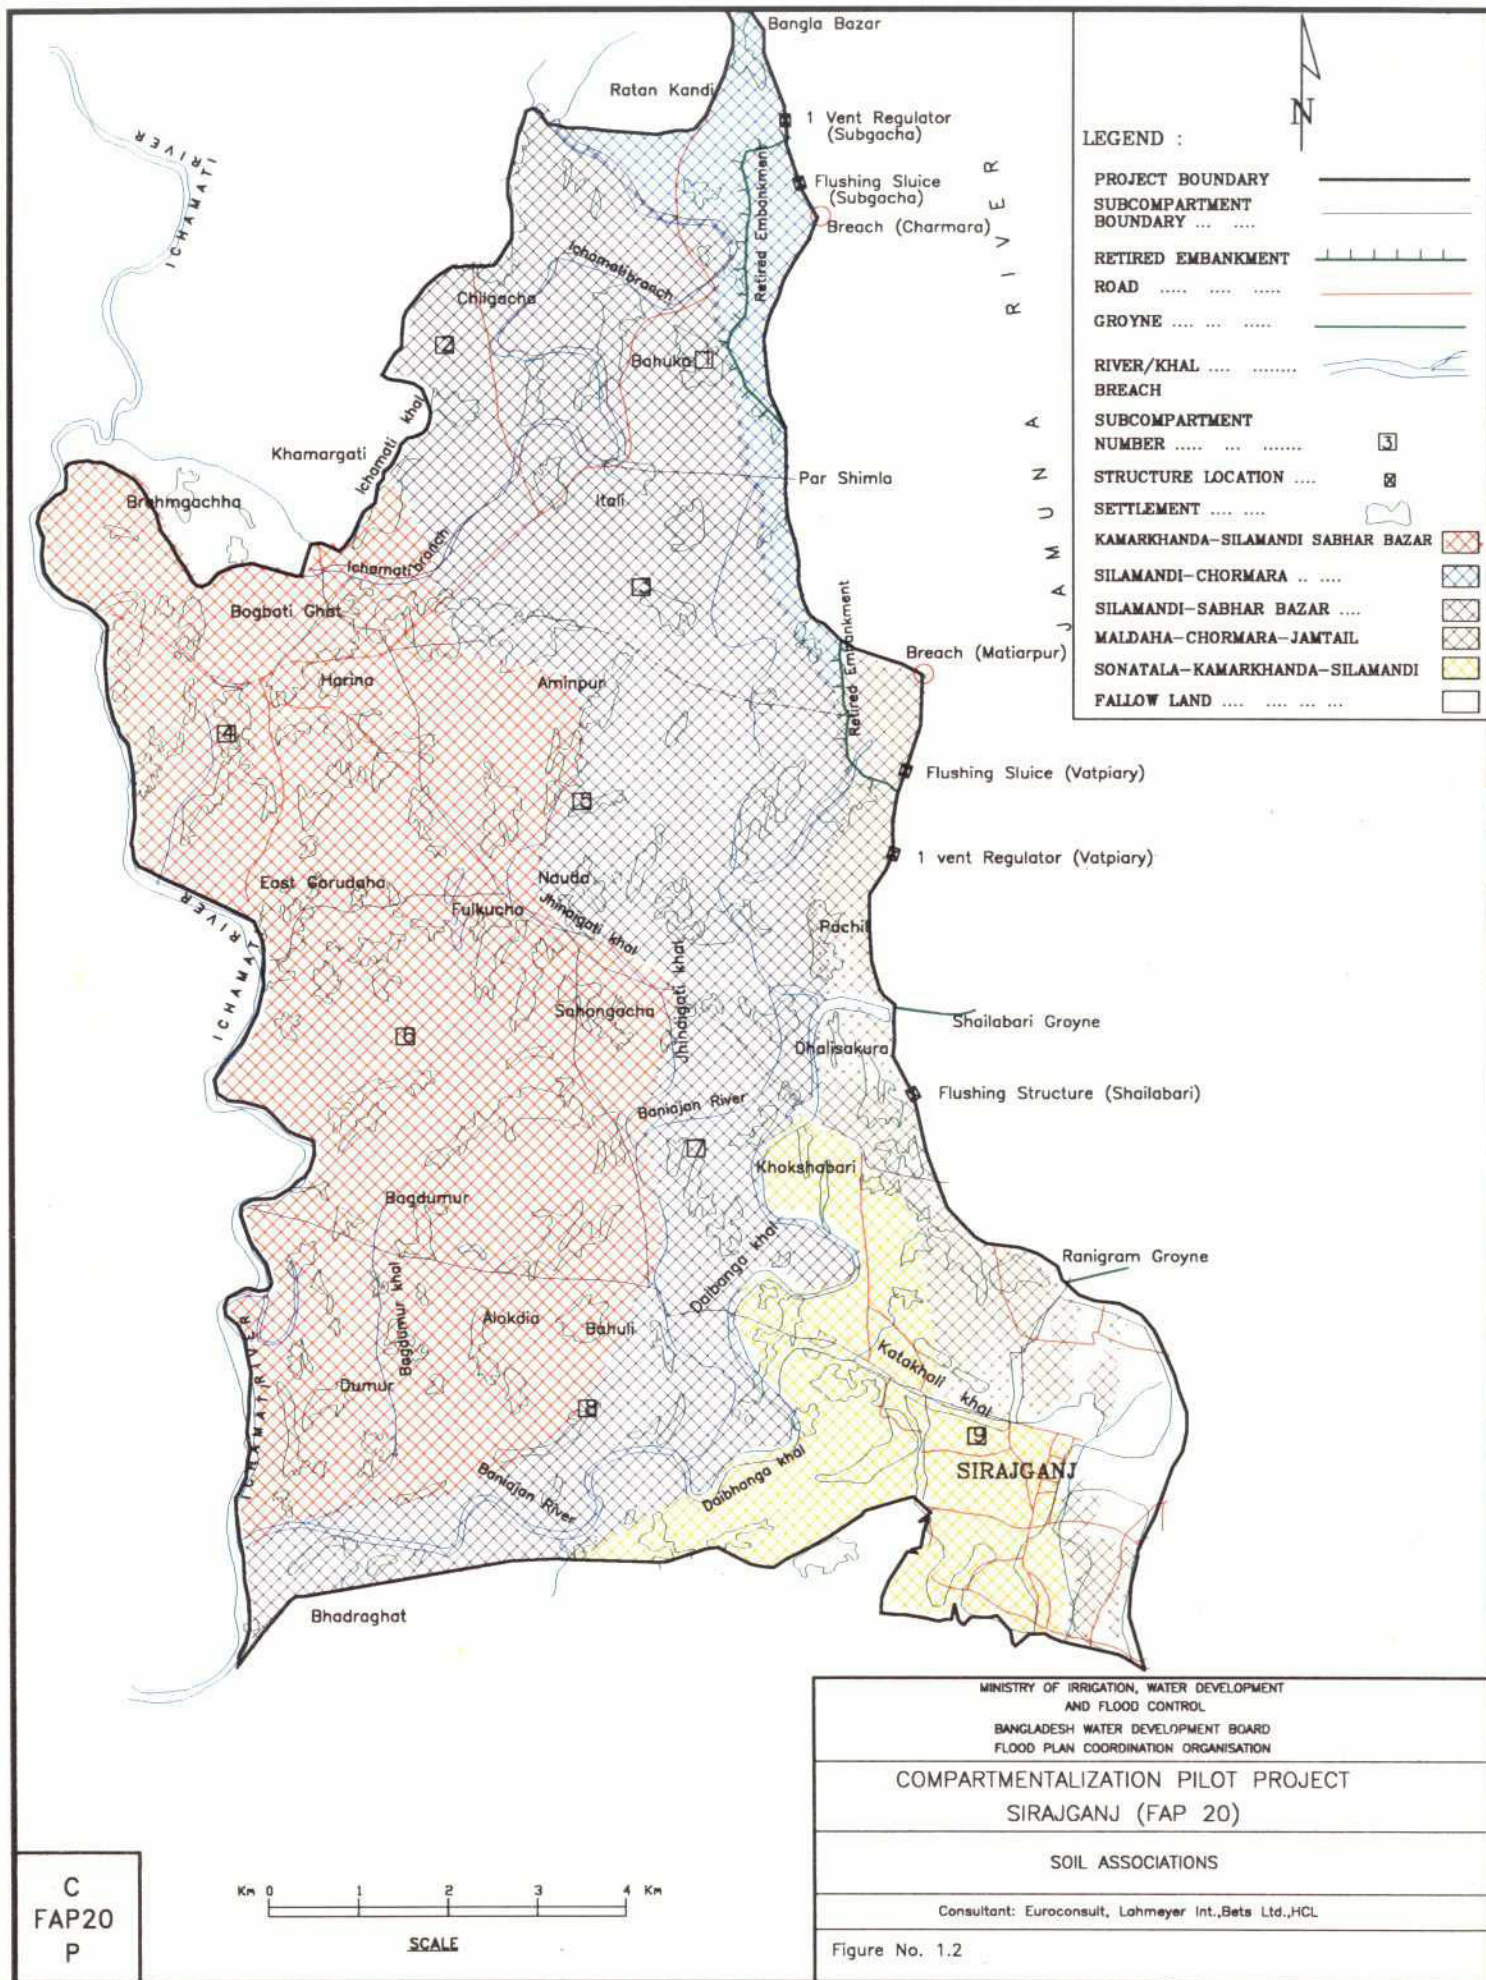 Bangla Bazar
Ratan Kandi
1 Vent Regulator
(Subgacha)
Flushing Sluice
(Subgacha)
Breach (Charmara)
Retired Embankment
RIVER
ICHAMATI
Ichamati branch
Chilgacha
2
Bahuka
1
Khamargati
Ichamati khal
Par Shimla
Itali
Brahmgachha
Ichamati branch
3
Bogbati Ghat
JAMUNA RIVER
Retired Embankment
Breach (Matiarpur)
Harina
Aminpur
4
5
Flushing Sluice (Vatpiary)
1 vent Regulator (Vatpiary)
East Gorudaha
Nauda
Fulkucha
Jhinaigati khal
Pachil
ICHAMATI RIVER
Jhinaigati khal
Sahangacha
Shailabari Groyne
6
Dhalisakura
Flushing Structure (Shailabari)
Baniajan River
7
Khokshabari
Bagdumur
Daibanga khal
Ranigram Groyne
Bagdumur khal
Alokdia
Bahuli
Katakhali khal
Dumur
ICHAMATI RIVER
8
9
SIRAJGANJ
Baniajan River
Daibhanga khal
Bhadraghat
N
LEGEND :
PROJECT BOUNDARY
SUBCOMPARTMENT
BOUNDARY ... ....
RETIRED EMBANKMENT
ROAD ..... .... .....
GROYNE .... ... .....
RIVER/KHAL .... ........
BREACH
SUBCOMPARTMENT
NUMBER ..... ... ....... 3
STRUCTURE LOCATION ....
SETTLEMENT .... ....
KAMARKHANDA-SILAMANDI SABHAR BAZAR
SILAMANDI-CHORMARA .. ....
SILAMANDI-SABHAR BAZAR ....
MALDAHA-CHORMARA-JAMTAIL
SONATALA-KAMARKHANDA-SILAMANDI
FALLOW LAND .... .... ... ...
MINISTRY OF IRRIGATION, WATER DEVELOPMENT
AND FLOOD CONTROL
BANGLADESH WATER DEVELOPMENT BOARD
FLOOD PLAN COORDINATION ORGANISATION
COMPARTMENTALIZATION PILOT PROJECT
SIRAJGANJ (FAP 20)
SOIL ASSOCIATIONS
Consultant: Euroconsult, Lahmeyer Int.,Bets Ltd.,HCL
Figure No. 1.2
C
FAP20
P
Km 0 1 2 3 4 Km
SCALE